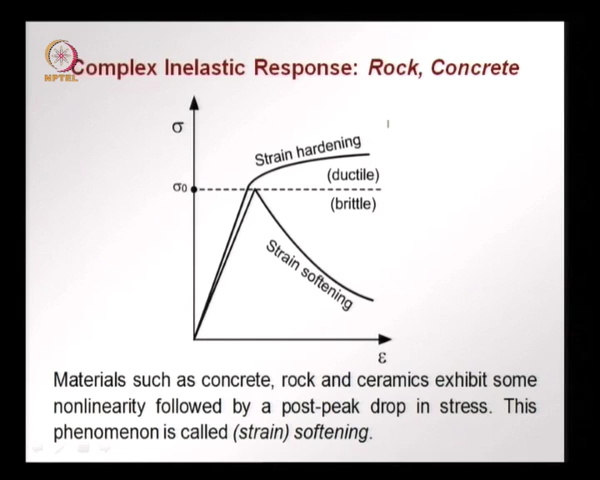 NPTEL
Complex Inelastic Response: Rock, Concrete
σ
Strain hardening
(ductile)
σ0
(brittle)
Strain softening
ε
Materials such as concrete, rock and ceramics exhibit some
nonlinearity followed by a post-peak drop in stress. This
phenomenon is called (strain) softening.